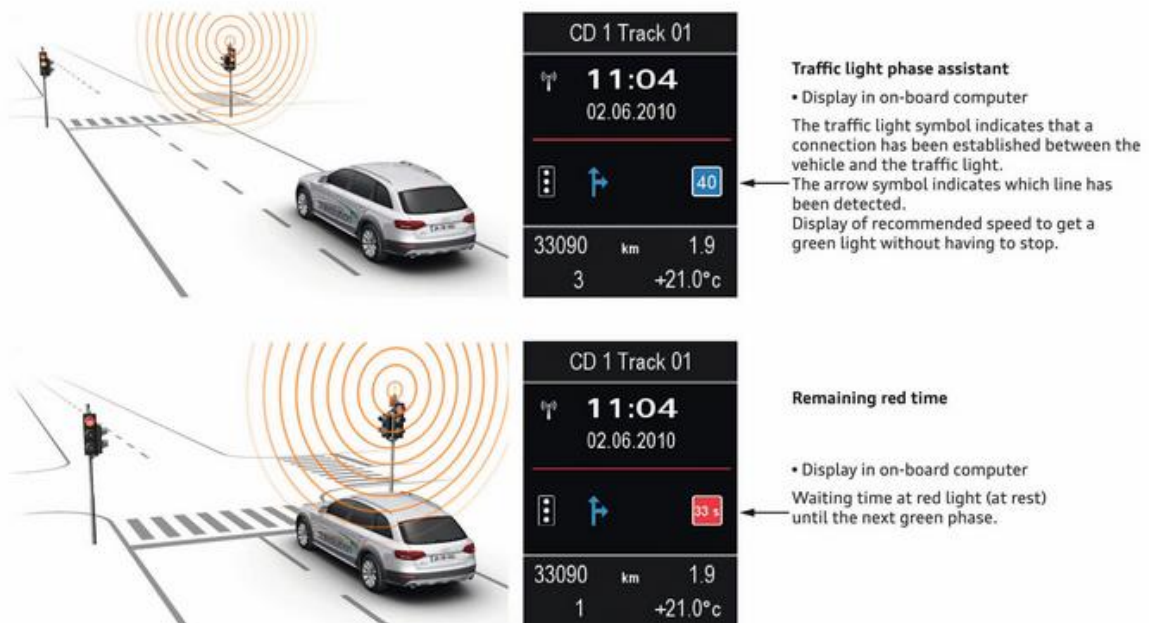 CD 1 Track 01
11:04
02.06.2010
40
33090 km 1.9
3 +21.0°c
Traffic light phase assistant
• Display in on-board computer
The traffic light symbol indicates that a
connection has been established between the
vehicle and the traffic light.
The arrow symbol indicates which line has
been detected.
Display of recommended speed to get a
green light without having to stop.
CD 1 Track 01
11:04
02.06.2010
33 s
33090 km 1.9
1 +21.0°c
Remaining red time
• Display in on-board computer
Waiting time at red light (at rest)
until the next green phase.